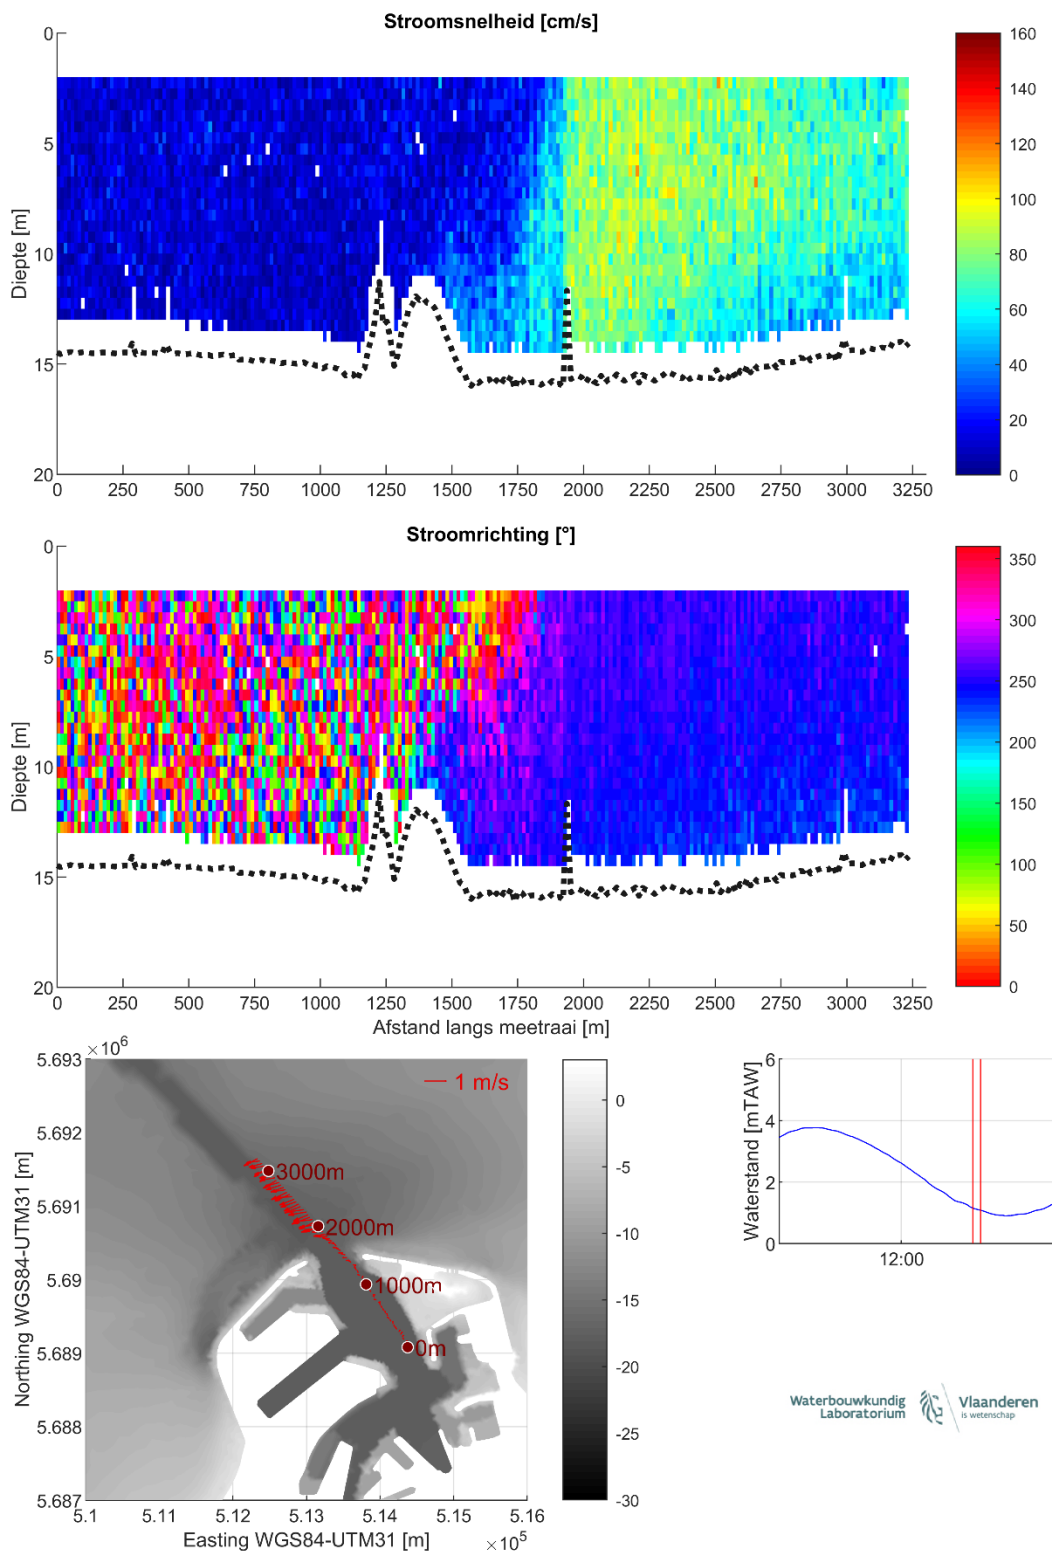 Stroomsnelheid [cm/s]
Diepte [m]
0
5
10
15
20
0 250 500 750 1000 1250 1500 1750 2000 2250 2500 2750 3000 3250
160
140
120
100
80
60
40
20
0
Stroomrichting [°]
Diepte [m]
0
5
10
15
20
0 250 500 750 1000 1250 1500 1750 2000 2250 2500 2750 3000 3250
Afstand langs meetraai [m]
350
300
250
200
150
100
50
0
×10⁶
5.693
5.692
5.691
5.69
5.689
5.688
5.687
Northing WGS84-UTM31 [m]
1 m/s
3000m
2000m
1000m
0m
5.1 5.12 5.13 5.14 5.15 5.16
Easting WGS84-UTM31 [m]
×10⁵
0
-5
-10
-15
-20
-25
-30
Waterstand [mTAW]
6
4
2
0
12:00
Waterbouwkundig
Laboratorium
Vlaanderen
is wetenschap